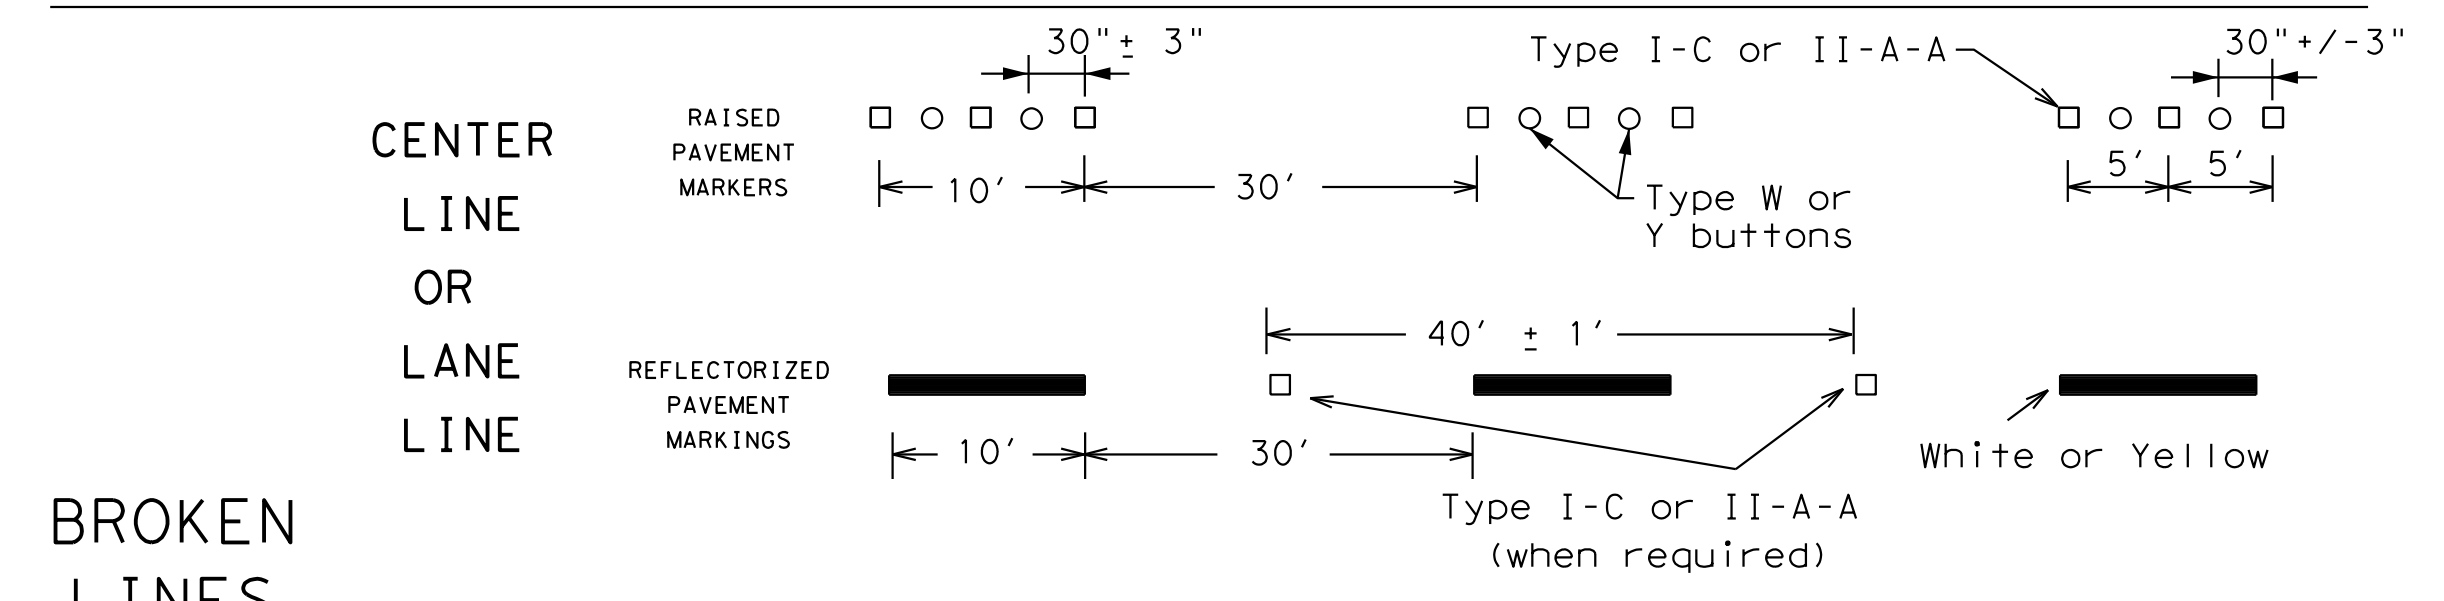 CENTER
LINE
OR
LANE
LINE
BROKEN
LINES
RAISED
PAVEMENT
MARKERS
30"± 3"
10'
30'
Type W or
Y buttons
Type I-C or II-A-A
30"+/-3"
5' 5'
REFLECTORIZED
PAVEMENT
MARKINGS
40' ± 1'
10'
30'
Type I-C or II-A-A
(when required)
White or Yellow